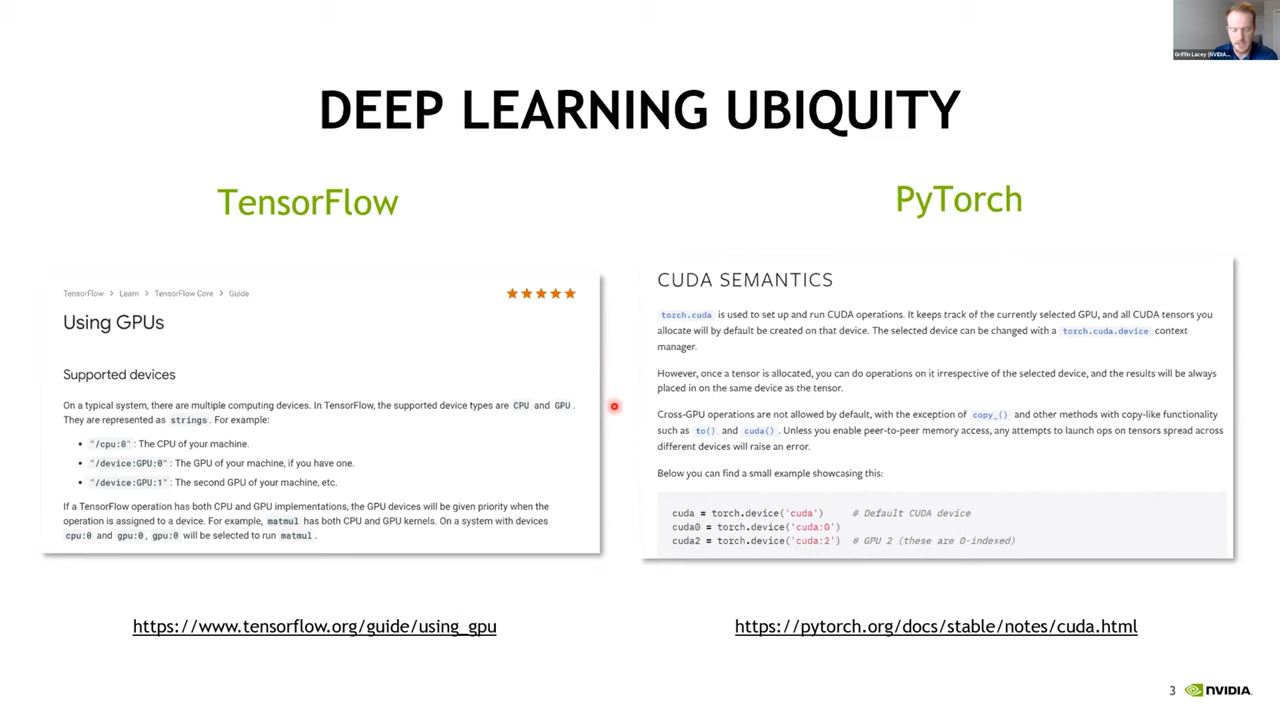 Griffin Lacey (NVIDIA...
DEEP LEARNING UBIQUITY
TensorFlow
TensorFlow > Learn > TensorFlow Core > Guide
Using GPUs
Supported devices
On a typical system, there are multiple computing devices. In TensorFlow, the supported device types are CPU and GPU.
They are represented as strings. For example:
• "/cpu:0": The CPU of your machine.
• "/device:GPU:0": The GPU of your machine, if you have one.
• "/device:GPU:1": The second GPU of your machine, etc.
If a TensorFlow operation has both CPU and GPU implementations, the GPU devices will be given priority when the
operation is assigned to a device. For example, matmul has both CPU and GPU kernels. On a system with devices
cpu:0 and gpu:0, gpu:0 will be selected to run matmul.
https://www.tensorflow.org/guide/using_gpu
PyTorch
CUDA SEMANTICS
torch.cuda is used to set up and run CUDA operations. It keeps track of the currently selected GPU, and all CUDA tensors you
allocate will by default be created on that device. The selected device can be changed with a torch.cuda.device context
manager.
However, once a tensor is allocated, you can do operations on it irrespective of the selected device, and the results will be always
placed in on the same device as the tensor.
Cross-GPU operations are not allowed by default, with the exception of copy_() and other methods with copy-like functionality
such as to() and cuda(). Unless you enable peer-to-peer memory access, any attempts to launch ops on tensors spread across
different devices will raise an error.
Below you can find a small example showcasing this:
cuda = torch.device('cuda') # Default CUDA device
cuda0 = torch.device('cuda:0')
cuda2 = torch.device('cuda:2') # GPU 2 (these are 0-indexed)
https://pytorch.org/docs/stable/notes/cuda.html
3 NVIDIA.